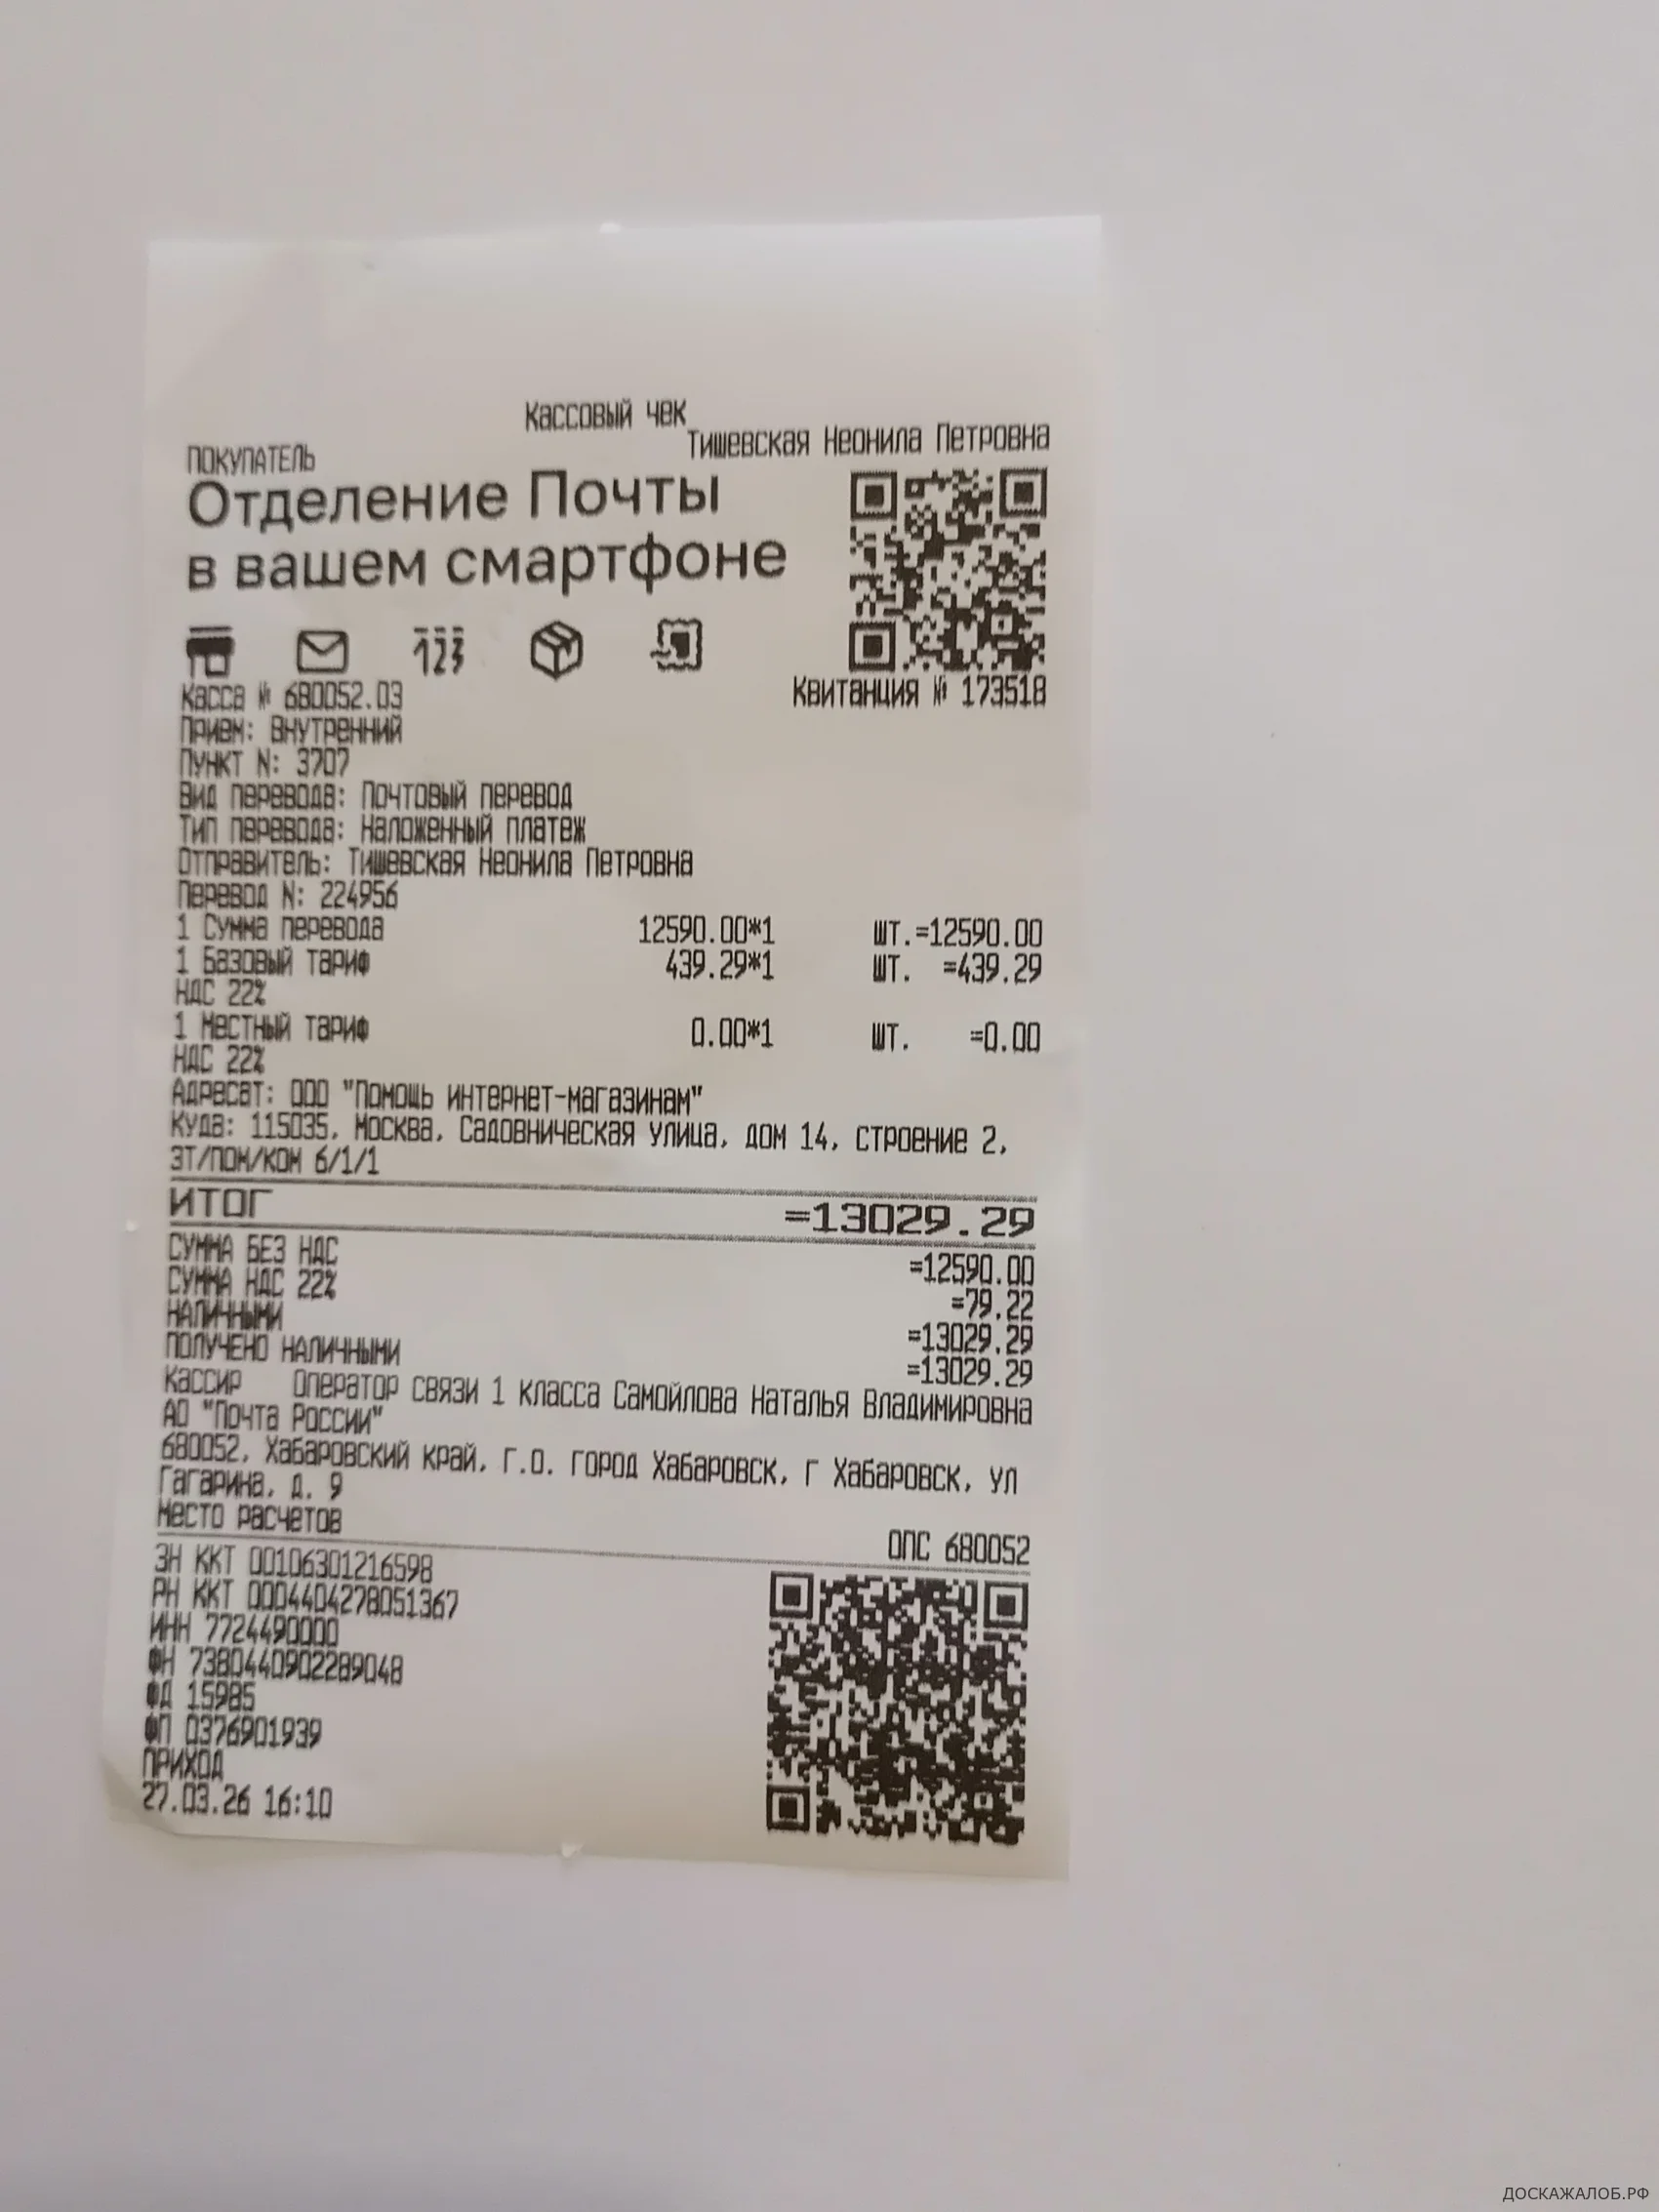 Кассовый чек
ПОКУПАТЕЛЬ Тишевская Неонила Петровна
Отделение Почты
в вашем смартфоне
123
Касса № 680052.03 Квитанция № 173518
Прием: Внутренний
Пункт N: 3707
Вид перевода: Почтовый перевод
Тип перевода: Наложенный платеж
Отправитель: Тишевская Неонила Петровна
Перевод N: 224956
1 Сумма перевода 12590.00*1 шт.=12590.00
1 Базовый тариф 439.29*1 шт. =439.29
НДС 22%
1 Местный тариф 0.00*1 шт. =0.00
НДС 22%
Адресат: ООО "Помощь интернет-магазинам"
Куда: 115035, Москва, Садовническая улица, дом 14, строение 2,
эт/пом/ком 6/1/1
ИТОГ =13029.29
СУММА БЕЗ НДС =12590.00
СУММА НДС 22% =79.22
НАЛИЧНЫМИ =13029.29
ПОЛУЧЕНО НАЛИЧНЫМИ =13029.29
Кассир Оператор связи 1 класса Самойлова Наталья Владимировна
АО "Почта России"
680052, Хабаровский край, г.о. город Хабаровск, г Хабаровск, ул
Гагарина, д. 9
Место расчетов ОПС 680052
ЗН ККТ 00106301216598
РН ККТ 0004404278051367
ИНН 7724490000
ФН 7380440902289048
ФД 15985
ФП 0376901939
ПРИХОД
27.03.26 16:10
ДОСКАЖАЛОБ.РФ